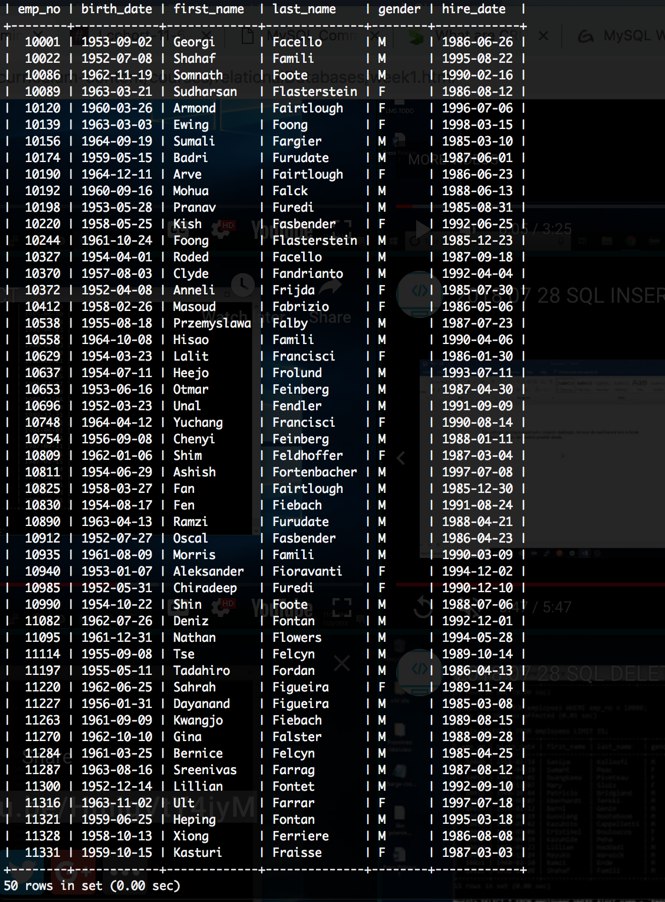 | emp_no | birth_date | first_name | last_name | gender | hire_date |
+--------+------------+------------+--------------+--------+------------+
| 10001 | 1953-09-02 | Georgi | Facello | M | 1986-06-26 |
| 10022 | 1952-07-08 | Shahaf | Famili | M | 1995-08-22 |
| 10086 | 1962-11-19 | Somnath | Foote | M | 1990-02-16 |
| 10089 | 1963-03-21 | Sudharsan | Flasterstein | F | 1986-08-12 |
| 10120 | 1960-03-26 | Armond | Fairtlough | F | 1996-07-06 |
| 10139 | 1963-03-03 | Ewing | Foong | F | 1998-03-15 |
| 10156 | 1964-09-19 | Sumali | Fargier | M | 1985-03-10 |
| 10174 | 1959-05-15 | Badri | Furudate | M | 1987-06-01 |
| 10190 | 1964-12-11 | Arve | Fairtlough | F | 1986-06-23 |
| 10192 | 1960-09-16 | Mohua | Falck | M | 1988-06-13 |
| 10198 | 1953-05-28 | Pranav | Furedi | M | 1985-08-31 |
| 10220 | 1958-05-25 | Kish | Fasbender | F | 1992-06-25 |
| 10244 | 1961-10-24 | Foong | Flasterstein | M | 1985-12-23 |
| 10327 | 1954-04-01 | Roded | Facello | M | 1987-09-18 |
| 10370 | 1957-08-03 | Clyde | Fandrianto | M | 1992-04-04 |
| 10372 | 1952-04-08 | Anneli | Frijda | F | 1985-07-30 |
| 10412 | 1958-02-26 | Masoud | Fabrizio | F | 1986-05-06 |
| 10538 | 1955-08-18 | Przemyslawa | Falby | M | 1987-07-23 |
| 10558 | 1964-10-08 | Hisao | Famili | M | 1990-04-06 |
| 10629 | 1954-03-23 | Lalit | Francisci | F | 1986-01-30 |
| 10637 | 1954-07-11 | Heejo | Frolund | M | 1993-07-11 |
| 10653 | 1953-06-16 | Otmar | Feinberg | M | 1987-04-30 |
| 10696 | 1952-03-23 | Unal | Fendler | M | 1991-09-09 |
| 10748 | 1964-04-12 | Yuchang | Francisci | F | 1990-08-14 |
| 10754 | 1956-09-08 | Chenyi | Feinberg | M | 1988-01-11 |
| 10809 | 1962-01-06 | Shim | Feldhoffer | F | 1987-03-04 |
| 10811 | 1954-06-29 | Ashish | Fortenbacher | M | 1997-07-08 |
| 10825 | 1958-03-27 | Fan | Fairtlough | F | 1985-12-30 |
| 10830 | 1954-08-17 | Fen | Fiebach | M | 1991-08-24 |
| 10890 | 1963-04-13 | Ramzi | Furudate | M | 1988-04-21 |
| 10912 | 1952-07-27 | Oscal | Fasbender | M | 1986-04-23 |
| 10935 | 1961-08-09 | Morris | Famili | M | 1990-03-09 |
| 10940 | 1953-01-07 | Aleksander | Fioravanti | F | 1994-12-02 |
| 10985 | 1952-05-31 | Chiradeep | Furedi | F | 1990-12-10 |
| 10990 | 1954-10-22 | Shin | Foote | M | 1988-07-06 |
| 11082 | 1962-07-26 | Deniz | Fontan | M | 1992-12-01 |
| 11095 | 1961-12-31 | Nathan | Flowers | M | 1994-05-28 |
| 11114 | 1955-09-08 | Tse | Felcyn | M | 1989-10-14 |
| 11197 | 1955-05-11 | Tadahiro | Fordan | M | 1986-04-13 |
| 11220 | 1962-06-25 | Sahrah | Figueira | F | 1989-11-24 |
| 11227 | 1956-01-31 | Dayanand | Figueira | M | 1985-03-08 |
| 11263 | 1961-09-09 | Kwangjo | Fiebach | M | 1989-08-15 |
| 11270 | 1962-10-10 | Gina | Falster | M | 1988-09-28 |
| 11284 | 1961-03-25 | Bernice | Felcyn | M | 1985-04-25 |
| 11287 | 1963-08-16 | Sreenivas | Farrag | M | 1987-08-12 |
| 11300 | 1952-12-14 | Lillian | Fontet | M | 1992-09-10 |
| 11316 | 1963-11-02 | Ult | Farrar | F | 1997-07-18 |
| 11321 | 1959-06-25 | Heping | Fontan | M | 1995-03-18 |
| 11328 | 1958-10-13 | Xiong | Ferriere | M | 1986-08-08 |
| 11331 | 1959-10-15 | Kasturi | Fraisse | F | 1987-03-03 |
+--------+------------+------------+--------------+--------+------------+
50 rows in set (0.00 sec)